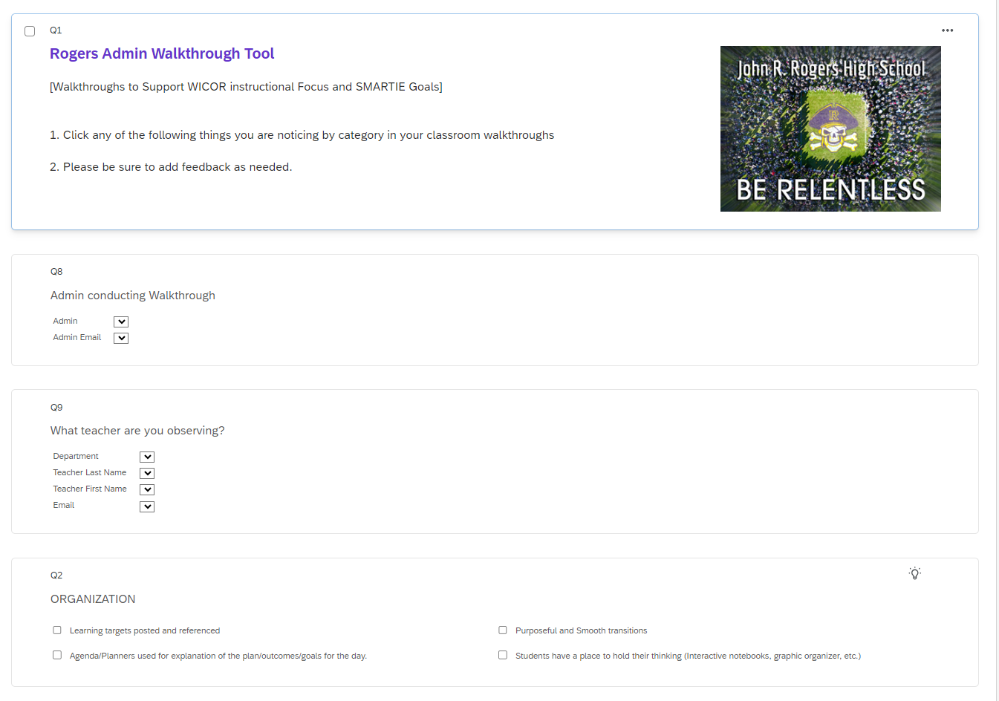 Q1
Rogers Admin Walkthrough Tool
[Walkthroughs to Support WICOR instructional Focus and SMARTIE Goals]
1. Click any of the following things you are noticing by category in your classroom walkthroughs
2. Please be sure to add feedback as needed.
John R. Rogers High School
R
BE RELENTLESS
Q8
Admin conducting Walkthrough
Admin
Admin Email
Q9
What teacher are you observing?
Department
Teacher Last Name
Teacher First Name
Email
Q2
ORGANIZATION
Learning targets posted and referenced
Purposeful and Smooth transitions
Agenda/Planners used for explanation of the plan/outcomes/goals for the day.
Students have a place to hold their thinking (Interactive notebooks, graphic organizer, etc.)